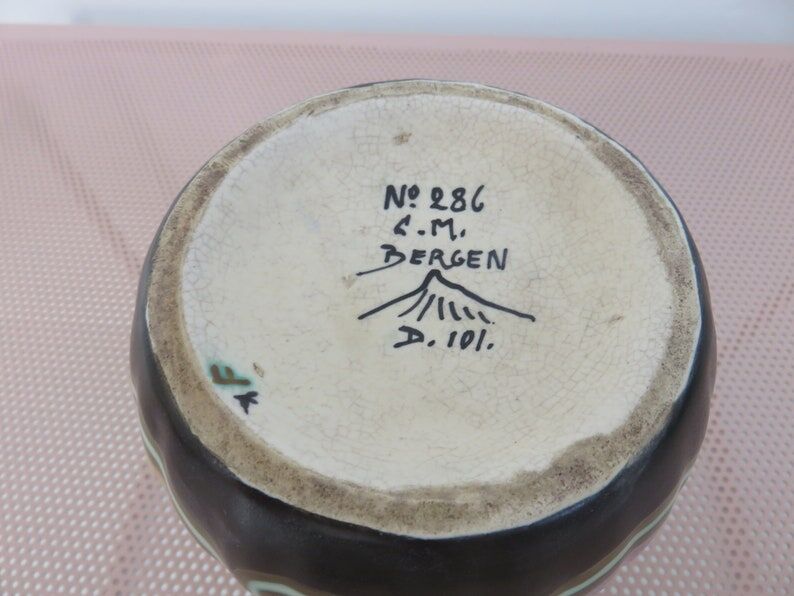 Nº 286
C.M.
BERGEN
D. 101.
F
K